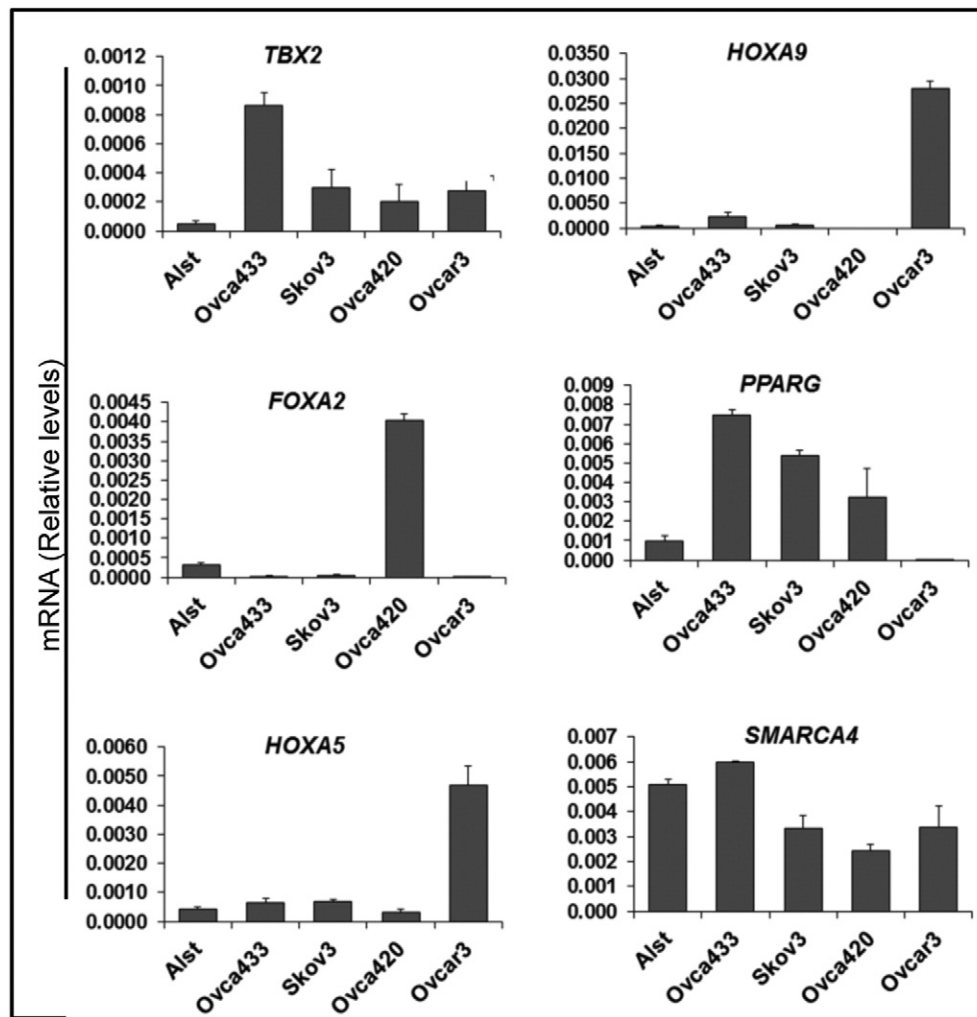 mRNA (Relative levels)
TBX2
0.0012
0.0010
0.0008
0.0006
0.0004
0.0002
0.0000
Alst
Ovca433
Skov3
Ovca420
Ovcar3
HOXA9
0.0350
0.0300
0.0250
0.0200
0.0150
0.0100
0.0050
0.0000
Alst
Ovca433
Skov3
Ovca420
Ovcar3
FOXA2
0.0045
0.0040
0.0035
0.0030
0.0025
0.0020
0.0015
0.0010
0.0005
0.0000
Alst
Ovca433
Skov3
Ovca420
Ovcar3
PPARG
0.009
0.008
0.007
0.006
0.005
0.004
0.003
0.002
0.001
0.000
Alst
Ovca433
Skov3
Ovca420
Ovcar3
HOXA5
0.0060
0.0050
0.0040
0.0030
0.0020
0.0010
0.0000
Alst
Ovca433
Skov3
Ovca420
Ovcar3
SMARCA4
0.007
0.006
0.005
0.004
0.003
0.002
0.001
0.000
Alst
Ovca433
Skov3
Ovca420
Ovcar3